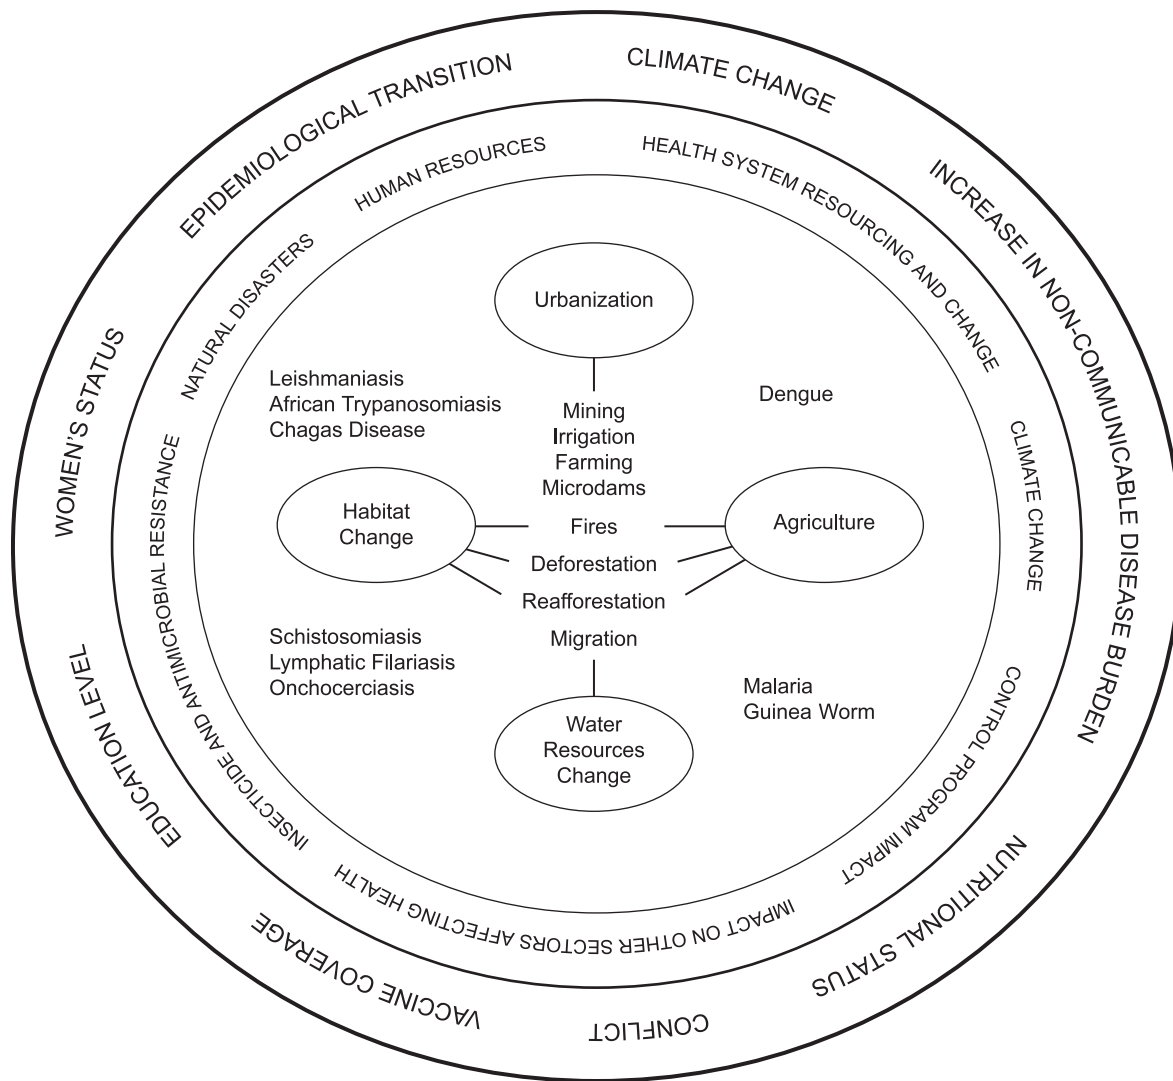 EPIDEMIOLOGICAL TRANSITION
CLIMATE CHANGE
INCREASE IN NON-COMMUNICABLE DISEASE BURDEN
NUTRITIONAL STATUS
CONFLICT
VACCINE COVERAGE
EDUCATION LEVEL
WOMEN'S STATUS
HUMAN RESOURCES
HEALTH SYSTEM RESOURCING AND CHANGE
CLIMATE CHANGE
CONTROL PROGRAM IMPACT
IMPACT ON OTHER SECTORS AFFECTING HEALTH
INSECTICIDE AND ANTIMICROBIAL RESISTANCE
NATURAL DISASTERS
Urbanization
Leishmaniasis
African Trypanosomiasis
Chagas Disease
Dengue
Mining
Irrigation
Farming
Microdams
Habitat
Change
Fires
Agriculture
Deforestation
Reafforestation
Migration
Schistosomiasis
Lymphatic Filariasis
Onchocerciasis
Malaria
Guinea Worm
Water
Resources
Change